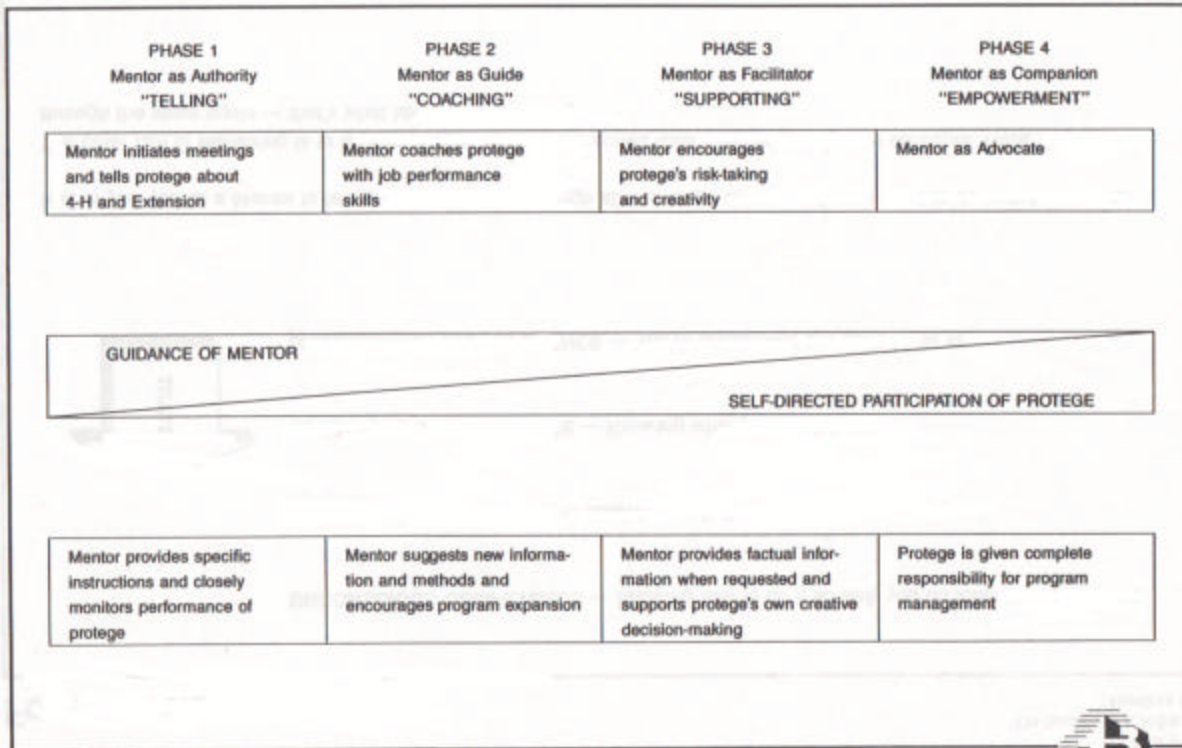 PHASE 1
Mentor as Authority
"TELLING"
PHASE 2
Mentor as Guide
"COACHING"
PHASE 3
Mentor as Facilitator
"SUPPORTING"
PHASE 4
Mentor as Companion
"EMPOWERMENT"
Mentor initiates meetings
and tells protege about
4-H and Extension
Mentor coaches protege
with job performance
skills
Mentor encourages
protege's risk-taking
and creativity
Mentor as Advocate
GUIDANCE OF MENTOR
SELF-DIRECTED PARTICIPATION OF PROTEGE
Mentor provides specific
instructions and closely
monitors performance of
protege
Mentor suggests new informa-
tion and methods and
encourages program expansion
Mentor provides factual infor-
mation when requested and
supports protege's own creative
decision-making
Protege is given complete
responsibility for program
management